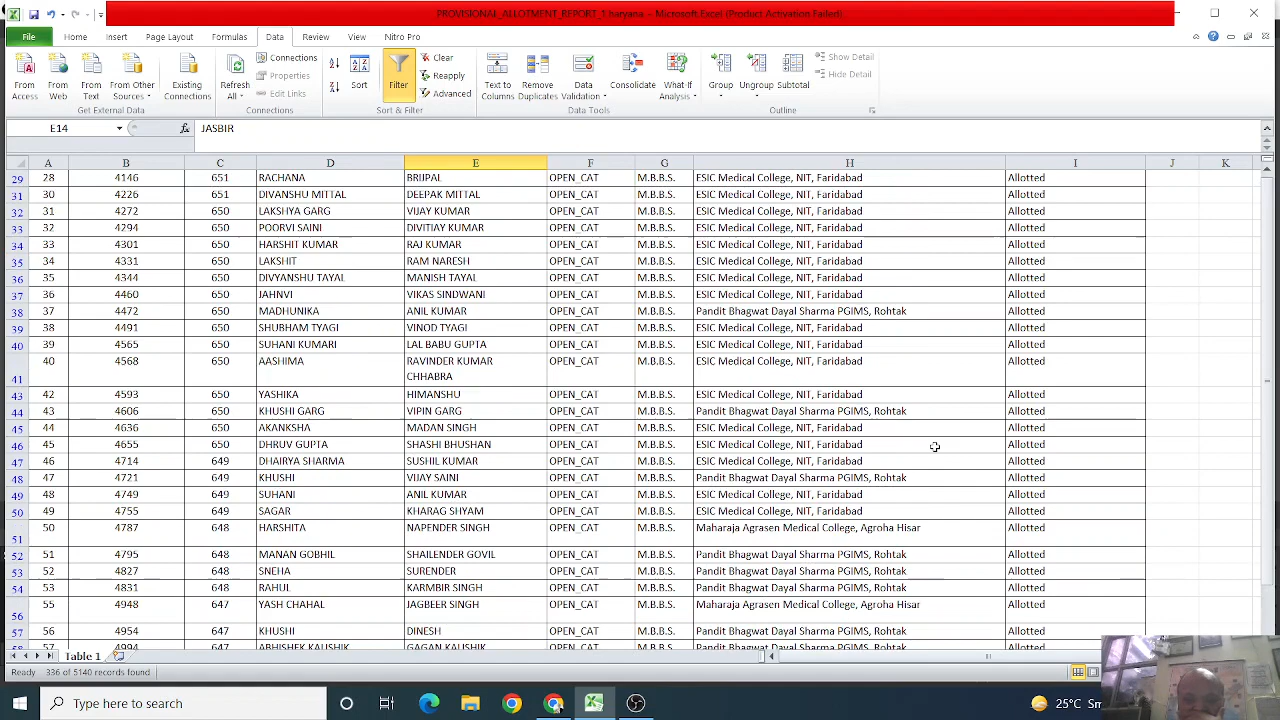 PROVISIONAL_ALLOTMENT_REPORT_1 haryana – Microsoft Excel (Product Activation Failed)
File Home Insert Page Layout Formulas Data Review View Nitro Pro
From Access From Web From Text From Other Sources Existing Connections Refresh All Connections Properties Edit Links Sort Filter Clear Reapply Advanced Text to Columns Remove Duplicates Data Validation Consolidate What-If Analysis Group Ungroup Subtotal Show Detail Hide Detail
Get External Data Connections Sort & Filter Data Tools Outline
E14 fx JASBIR
A B C D E F G H I J K
29 28 4146 651 RACHANA BRIJPAL OPEN_CAT M.B.B.S. ESIC Medical College, NIT, Faridabad Allotted
31 30 4226 651 DIVANSHU MITTAL DEEPAK MITTAL OPEN_CAT M.B.B.S. ESIC Medical College, NIT, Faridabad Allotted
32 31 4272 650 LAKSHYA GARG VIJAY KUMAR OPEN_CAT M.B.B.S. ESIC Medical College, NIT, Faridabad Allotted
33 32 4294 650 POORVI SAINI DIVITIAY KUMAR OPEN_CAT M.B.B.S. ESIC Medical College, NIT, Faridabad Allotted
34 33 4301 650 HARSHIT KUMAR RAJ KUMAR OPEN_CAT M.B.B.S. ESIC Medical College, NIT, Faridabad Allotted
35 34 4331 650 LAKSHIT RAM NARESH OPEN_CAT M.B.B.S. ESIC Medical College, NIT, Faridabad Allotted
36 35 4344 650 DIVYANSHU TAYAL MANISH TAYAL OPEN_CAT M.B.B.S. ESIC Medical College, NIT, Faridabad Allotted
37 36 4460 650 JAHNVI VIKAS SINDWANI OPEN_CAT M.B.B.S. ESIC Medical College, NIT, Faridabad Allotted
38 37 4472 650 MADHUNIKA ANIL KUMAR OPEN_CAT M.B.B.S. Pandit Bhagwat Dayal Sharma PGIMS, Rohtak Allotted
39 38 4491 650 SHUBHAM TYAGI VINOD TYAGI OPEN_CAT M.B.B.S. ESIC Medical College, NIT, Faridabad Allotted
40 39 4565 650 SUHANI KUMARI LAL BABU GUPTA OPEN_CAT M.B.B.S. ESIC Medical College, NIT, Faridabad Allotted
41 40 4568 650 AASHIMA RAVINDER KUMAR CHHABRA OPEN_CAT M.B.B.S. ESIC Medical College, NIT, Faridabad Allotted
43 42 4593 650 YASHIKA HIMANSHU OPEN_CAT M.B.B.S. ESIC Medical College, NIT, Faridabad Allotted
44 43 4606 650 KHUSHI GARG VIPIN GARG OPEN_CAT M.B.B.S. Pandit Bhagwat Dayal Sharma PGIMS, Rohtak Allotted
45 44 4636 650 AKANKSHA MADAN SINGH OPEN_CAT M.B.B.S. ESIC Medical College, NIT, Faridabad Allotted
46 45 4655 650 DHRUV GUPTA SHASHI BHUSHAN OPEN_CAT M.B.B.S. ESIC Medical College, NIT, Faridabad Allotted
47 46 4714 649 DHAIRYA SHARMA SUSHIL KUMAR OPEN_CAT M.B.B.S. ESIC Medical College, NIT, Faridabad Allotted
48 47 4721 649 KHUSHI VIJAY SAINI OPEN_CAT M.B.B.S. Pandit Bhagwat Dayal Sharma PGIMS, Rohtak Allotted
49 48 4749 649 SUHANI ANIL KUMAR OPEN_CAT M.B.B.S. ESIC Medical College, NIT, Faridabad Allotted
50 49 4755 649 SAGAR KHARAG SHYAM OPEN_CAT M.B.B.S. ESIC Medical College, NIT, Faridabad Allotted
51 50 4787 648 HARSHITA NAPENDER SINGH OPEN_CAT M.B.B.S. Maharaja Agrasen Medical College, Agroha Hisar Allotted
52 51 4795 648 MANAN GOBHIL SHAILENDER GOVIL OPEN_CAT M.B.B.S. Pandit Bhagwat Dayal Sharma PGIMS, Rohtak Allotted
53 52 4827 648 SNEHA SURENDER OPEN_CAT M.B.B.S. Pandit Bhagwat Dayal Sharma PGIMS, Rohtak Allotted
54 53 4831 648 RAHUL KARMBIR SINGH OPEN_CAT M.B.B.S. Pandit Bhagwat Dayal Sharma PGIMS, Rohtak Allotted
56 55 4948 647 YASH CHAHAL JAGBEER SINGH OPEN_CAT M.B.B.S. Maharaja Agrasen Medical College, Agroha Hisar Allotted
57 56 4954 647 KHUSHI DINESH OPEN_CAT M.B.B.S. Pandit Bhagwat Dayal Sharma PGIMS, Rohtak Allotted
58 57 4994 647 ABHISHEK KAUSHIK GAGAN KAUSHIK OPEN_CAT M.B.B.S. Pandit Bhagwat Dayal Sharma PGIMS, Rohtak Allotted
Table 1
Ready 336 of 5140 records found
Type here to search 25°C Sm